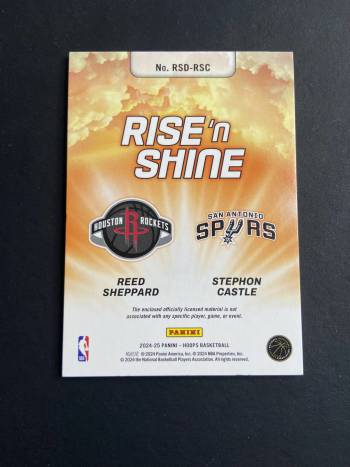 No. RSD-RSC
RISE 'n
SHINE
HOUSTON ROCKETS
SAN ANTONIO
SPURS
REED
SHEPPARD
STEPHON
CASTLE
The enclosed officially licensed material is not
associated with any specific player, game, or event.
PANINI
2024-25 PANINI - HOOPS BASKETBALL
© 2024 Panini America, Inc. © 2024 NBA Properties, Inc.
© 2024 the National Basketball Players Association. All rights reserved.